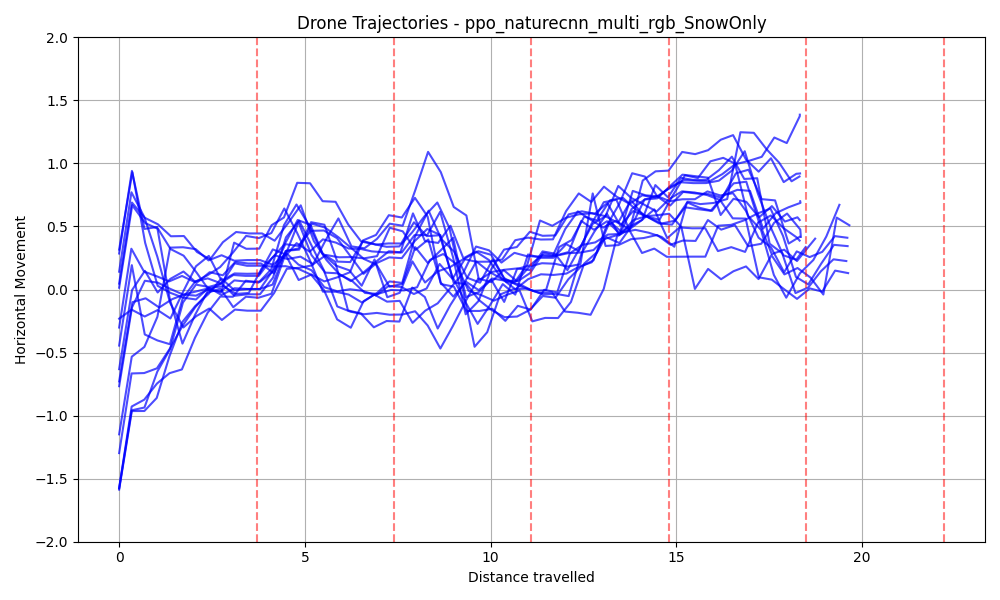 Drone Trajectories - ppo_naturecnn_multi_rgb_SnowOnly
2.0
1.5
1.0
0.5
0.0
−0.5
−1.0
−1.5
−2.0
Horizontal Movement
0 5 10 15 20
Distance travelled